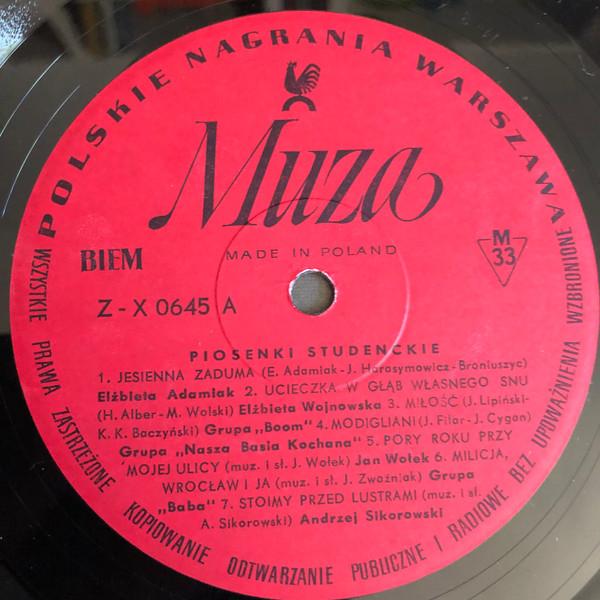 POLSKIE NAGRANIA WARSZAWA
Muza
BIEM
MADE IN POLAND
M
33
Z-X 0645 A
PIOSENKI STUDENCKIE
1. JESIENNA ZADUMA (E. Adamiak-J. Harosymowicz-Broniuszyc)
Elżbieta Adamiak 2. UCIECZKA W GŁĄB WŁASNEGO SNU
(H. Alber-M. Wolski) Elżbieta Wojnowska 3. MIŁOŚĆ (J. Lipiński-
K. K. Baczyński) Grupa „Boom" 4. MODIGLIANI (J. Filar-J. Cygan)
Grupa „Nasza Basia Kochana" 5. PORY ROKU PRZY
MOJEJ ULICY (muz. i sł. J. Wołek) Jan Wołek 6. MILICJA,
WROCŁAW I JA (muz. i sł. J. Zwoźniak) Grupa
„Baba" 7. STOIMY PRZED LUSTRAMI (muz. i sł.
A. Sikorowski) Andrzej Sikorowski
WSZYSTKIE PRAWA ZASTRZEŻONE KOPIOWANIE ODTWARZANIE PUBLICZNE I RADIOWE BEZ UPOWAŻNIENIA WZBRONIONE